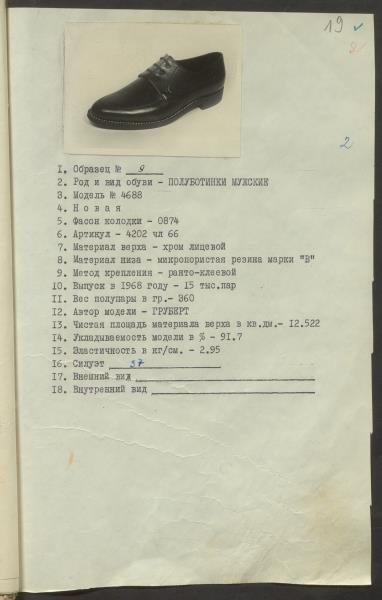 19
2
1. Образец № 9
2. Род и вид обуви - ПОЛУБОТИНКИ МУЖСКИЕ
3. Модель № 4688
4. Н о в а я
5. Фасон колодки - 0874
6. Артикул - 4202 чл 66
7. Материал верха - хром лицевой
8. Материал низа - микропористая резина марки "В"
9. Метод крепления - ранто-клеевой
10. Выпуск в 1968 году - 15 тыс.пар
11. Вес полупары в гр.- 360
12. Автор модели - ГРУБЕРТ
13. Чистая площадь материала верха в кв.дм.- 12.522
14. Укладываемость модели в % - 91.7
15. Эластичность в кг/см. - 2.95
16. Силуэт 37
17. Внешний вид
18. Внутренний вид